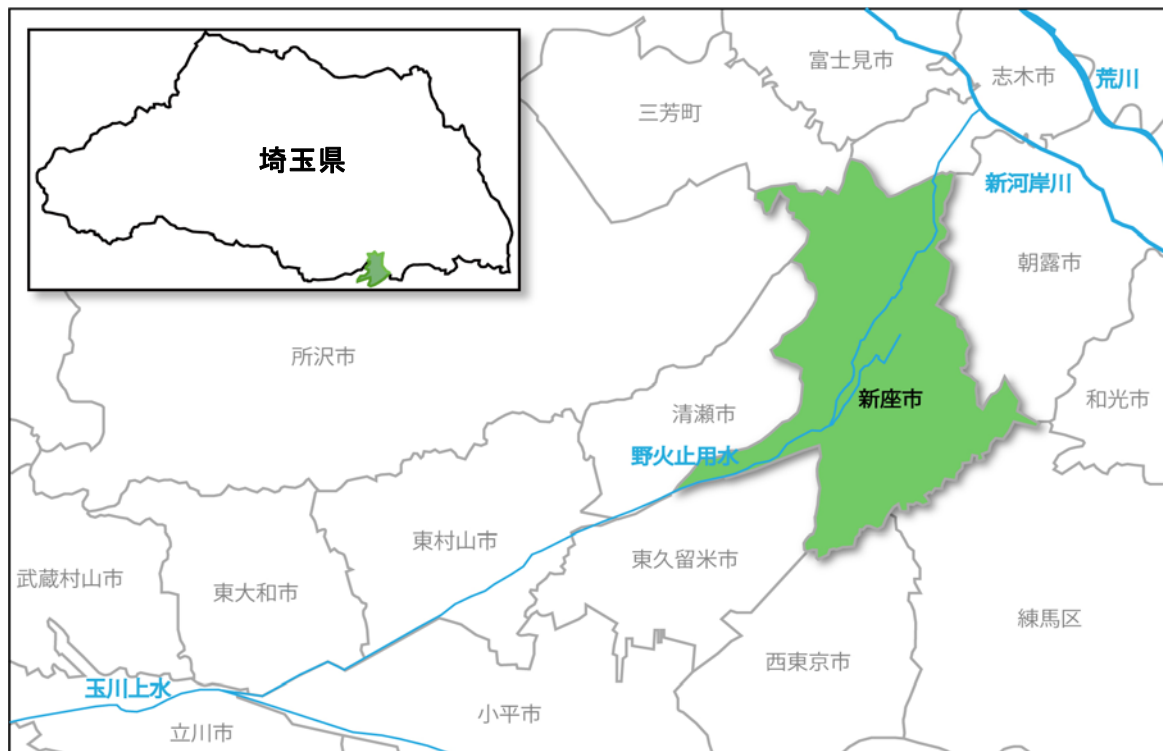 富士見市
志木市
荒川
三芳町
埼玉県
新河岸川
朝露市
所沢市
新座市
和光市
清瀬市
野火止用水
東村山市
東久留米市
武蔵村山市
東大和市
練馬区
西東京市
玉川上水
小平市
立川市